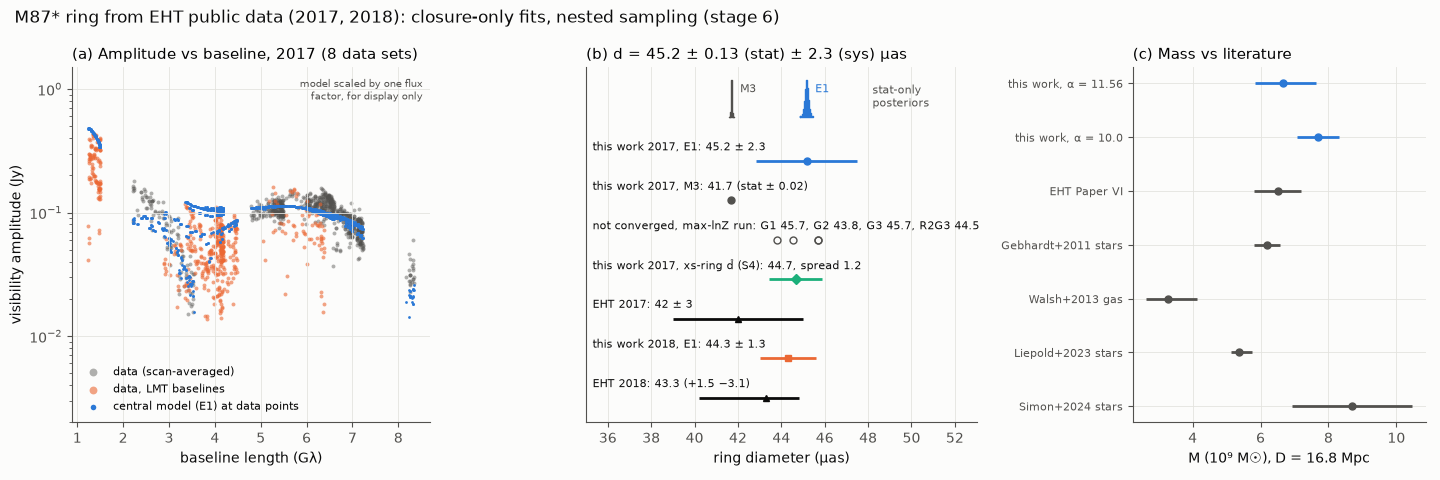 M87* ring from EHT public data (2017, 2018): closure-only fits, nested sampling (stage 6)
(a) Amplitude vs baseline, 2017 (8 data sets)
model scaled by one flux
factor, for display only
10⁰
10⁻¹
10⁻²
visibility amplitude (Jy)
data (scan-averaged)
data, LMT baselines
central model (E1) at data points
1 2 3 4 5 6 7 8
baseline length (Gλ)
(b) d = 45.2 ± 0.13 (stat) ± 2.3 (sys) µas
M3
E1
stat-only
posteriors
this work 2017, E1: 45.2 ± 2.3
this work 2017, M3: 41.7 (stat ± 0.02)
not converged, max-lnZ run: G1 45.7, G2 43.8, G3 45.7, R2G3 44.5
this work 2017, xs-ring d (S4): 44.7, spread 1.2
EHT 2017: 42 ± 3
this work 2018, E1: 44.3 ± 1.3
EHT 2018: 43.3 (+1.5 −3.1)
36 38 40 42 44 46 48 50 52
ring diameter (µas)
(c) Mass vs literature
this work, α = 11.56
this work, α = 10.0
EHT Paper VI
Gebhardt+2011 stars
Walsh+2013 gas
Liepold+2023 stars
Simon+2024 stars
4 6 8 10
M (10⁹ M☉), D = 16.8 Mpc